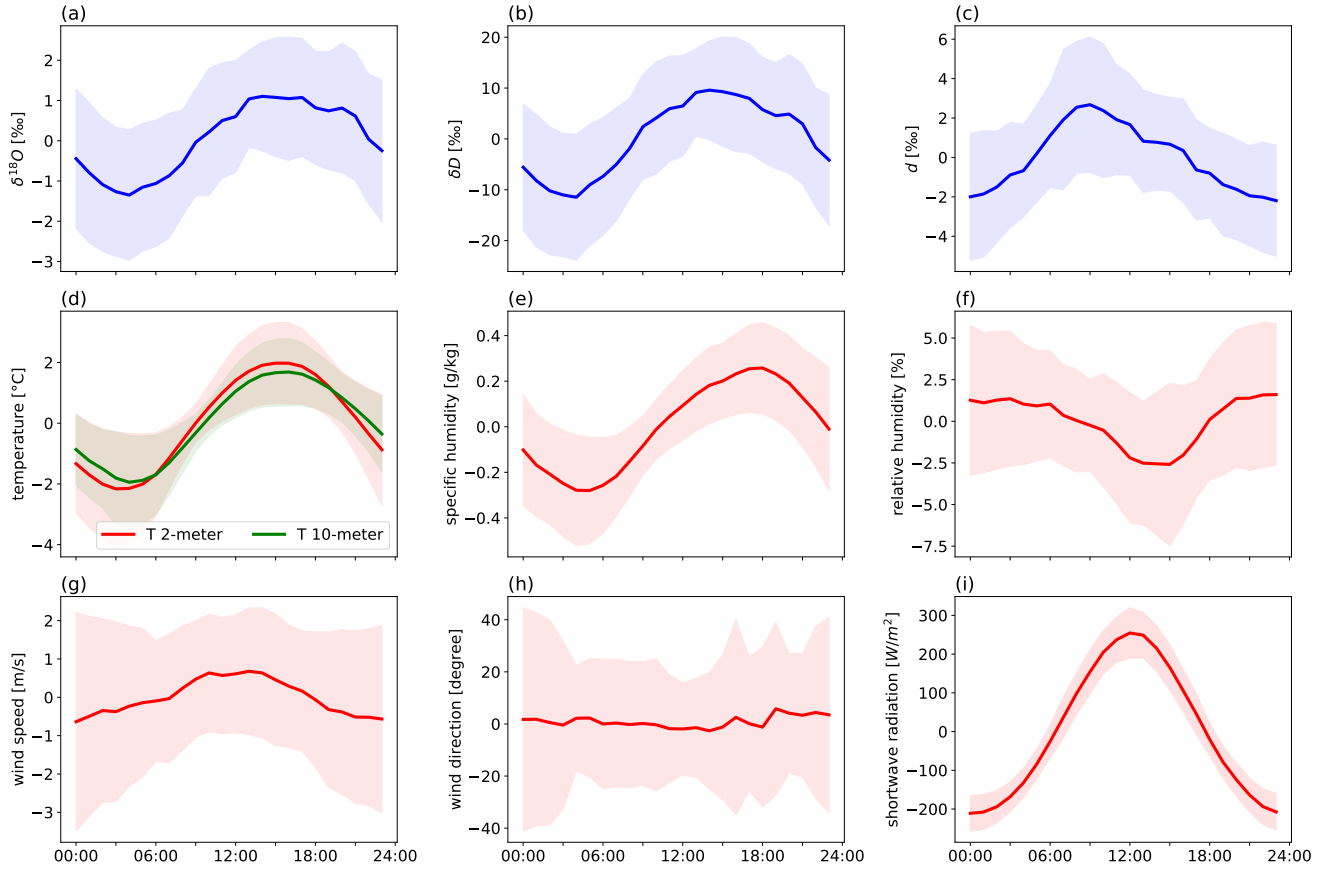 (a)
δ18O [‰]
2
1
0
−1
−2
−3
(b)
δD [‰]
20
10
0
−10
−20
(c)
d [‰]
6
4
2
0
−2
−4
(d)
temperature [°C]
2
0
−2
−4
T 2-meter
T 10-meter
(e)
specific humidity [g/kg]
0.4
0.2
0.0
−0.2
−0.4
(f)
relative humidity [%]
5.0
2.5
0.0
−2.5
−5.0
−7.5
(g)
wind speed [m/s]
2
1
0
−1
−2
−3
00:00 06:00 12:00 18:00 24:00
(h)
wind direction [degree]
40
20
0
−20
−40
00:00 06:00 12:00 18:00 24:00
(i)
shortwave radiation [W/m²]
300
200
100
0
−100
−200
00:00 06:00 12:00 18:00 24:00